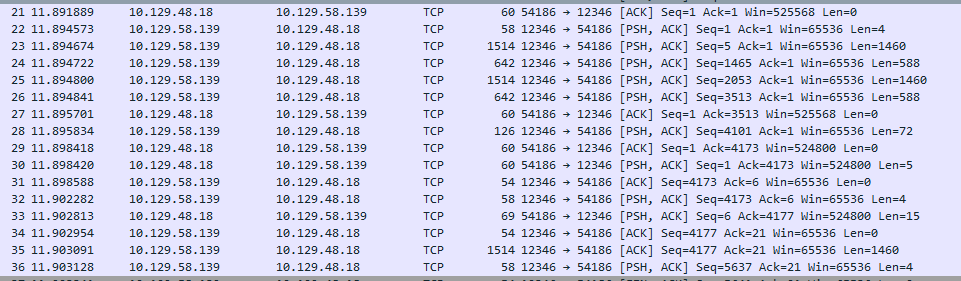 21 11.891889 10.129.48.18 10.129.58.139 TCP 60 54186 → 12346 [ACK] Seq=1 Ack=1 Win=525568 Len=0
22 11.894573 10.129.58.139 10.129.48.18 TCP 58 12346 → 54186 [PSH, ACK] Seq=1 Ack=1 Win=65536 Len=4
23 11.894674 10.129.58.139 10.129.48.18 TCP 1514 12346 → 54186 [PSH, ACK] Seq=5 Ack=1 Win=65536 Len=1460
24 11.894722 10.129.58.139 10.129.48.18 TCP 642 12346 → 54186 [PSH, ACK] Seq=1465 Ack=1 Win=65536 Len=588
25 11.894800 10.129.58.139 10.129.48.18 TCP 1514 12346 → 54186 [PSH, ACK] Seq=2053 Ack=1 Win=65536 Len=1460
26 11.894841 10.129.58.139 10.129.48.18 TCP 642 12346 → 54186 [PSH, ACK] Seq=3513 Ack=1 Win=65536 Len=588
27 11.895701 10.129.48.18 10.129.58.139 TCP 60 54186 → 12346 [ACK] Seq=1 Ack=3513 Win=525568 Len=0
28 11.895834 10.129.58.139 10.129.48.18 TCP 126 12346 → 54186 [PSH, ACK] Seq=4101 Ack=1 Win=65536 Len=72
29 11.898418 10.129.48.18 10.129.58.139 TCP 60 54186 → 12346 [ACK] Seq=1 Ack=4173 Win=524800 Len=0
30 11.898420 10.129.48.18 10.129.58.139 TCP 60 54186 → 12346 [PSH, ACK] Seq=1 Ack=4173 Win=524800 Len=5
31 11.898588 10.129.58.139 10.129.48.18 TCP 54 12346 → 54186 [ACK] Seq=4173 Ack=6 Win=65536 Len=0
32 11.902282 10.129.58.139 10.129.48.18 TCP 58 12346 → 54186 [PSH, ACK] Seq=4173 Ack=6 Win=65536 Len=4
33 11.902813 10.129.48.18 10.129.58.139 TCP 69 54186 → 12346 [PSH, ACK] Seq=6 Ack=4177 Win=524800 Len=15
34 11.902954 10.129.58.139 10.129.48.18 TCP 54 12346 → 54186 [ACK] Seq=4177 Ack=21 Win=65536 Len=0
35 11.903091 10.129.58.139 10.129.48.18 TCP 1514 12346 → 54186 [ACK] Seq=4177 Ack=21 Win=65536 Len=1460
36 11.903128 10.129.58.139 10.129.48.18 TCP 58 12346 → 54186 [PSH, ACK] Seq=5637 Ack=21 Win=65536 Len=4